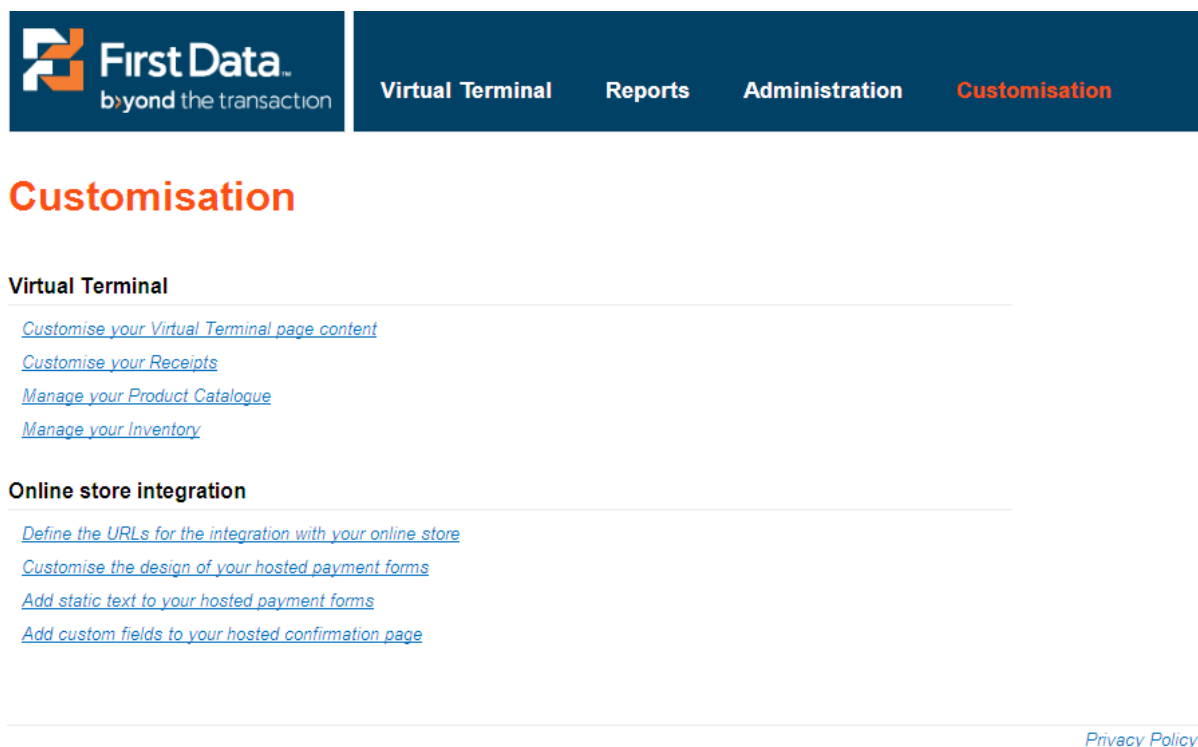 First Data™
b›yond the transaction
Virtual Terminal Reports Administration Customisation
Customisation
Virtual Terminal
Customise your Virtual Terminal page content
Customise your Receipts
Manage your Product Catalogue
Manage your Inventory
Online store integration
Define the URLs for the integration with your online store
Customise the design of your hosted payment forms
Add static text to your hosted payment forms
Add custom fields to your hosted confirmation page
Privacy Policy